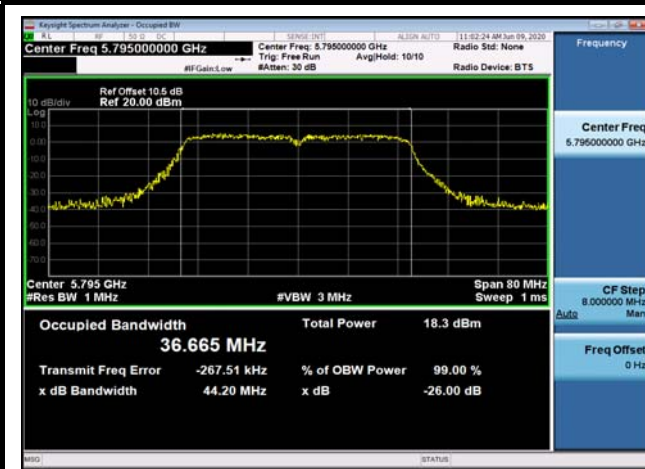 Keysight Spectrum Analyzer - Occupied BW
RL RF 50 Ω DC SENSE:INT ALIGN AUTO 11:02:24 AM Jun 09, 2020
Center Freq 5.795000000 GHz
Center Freq: 5.795000000 GHz
Radio Std: None
Trig: Free Run Avg|Hold: 10/10
#IFGain:Low #Atten: 30 dB
Radio Device: BTS
Frequency
Ref Offset 10.5 dB
10 dB/div Ref 20.00 dBm
Log
10.0
0.00
-10.0
-20.0
-30.0
-40.0
-50.0
-60.0
-70.0
Center 5.795 GHz
Span 80 MHz
#Res BW 1 MHz
#VBW 3 MHz
Sweep 1 ms
Occupied Bandwidth
36.665 MHz
Total Power 18.3 dBm
Transmit Freq Error -267.51 kHz
% of OBW Power 99.00 %
x dB Bandwidth 44.20 MHz
x dB -26.00 dB
Center Freq
5.795000000 GHz
CF Step
8.000000 MHz
Auto Man
Freq Offset
0 Hz
MSG
STATUS